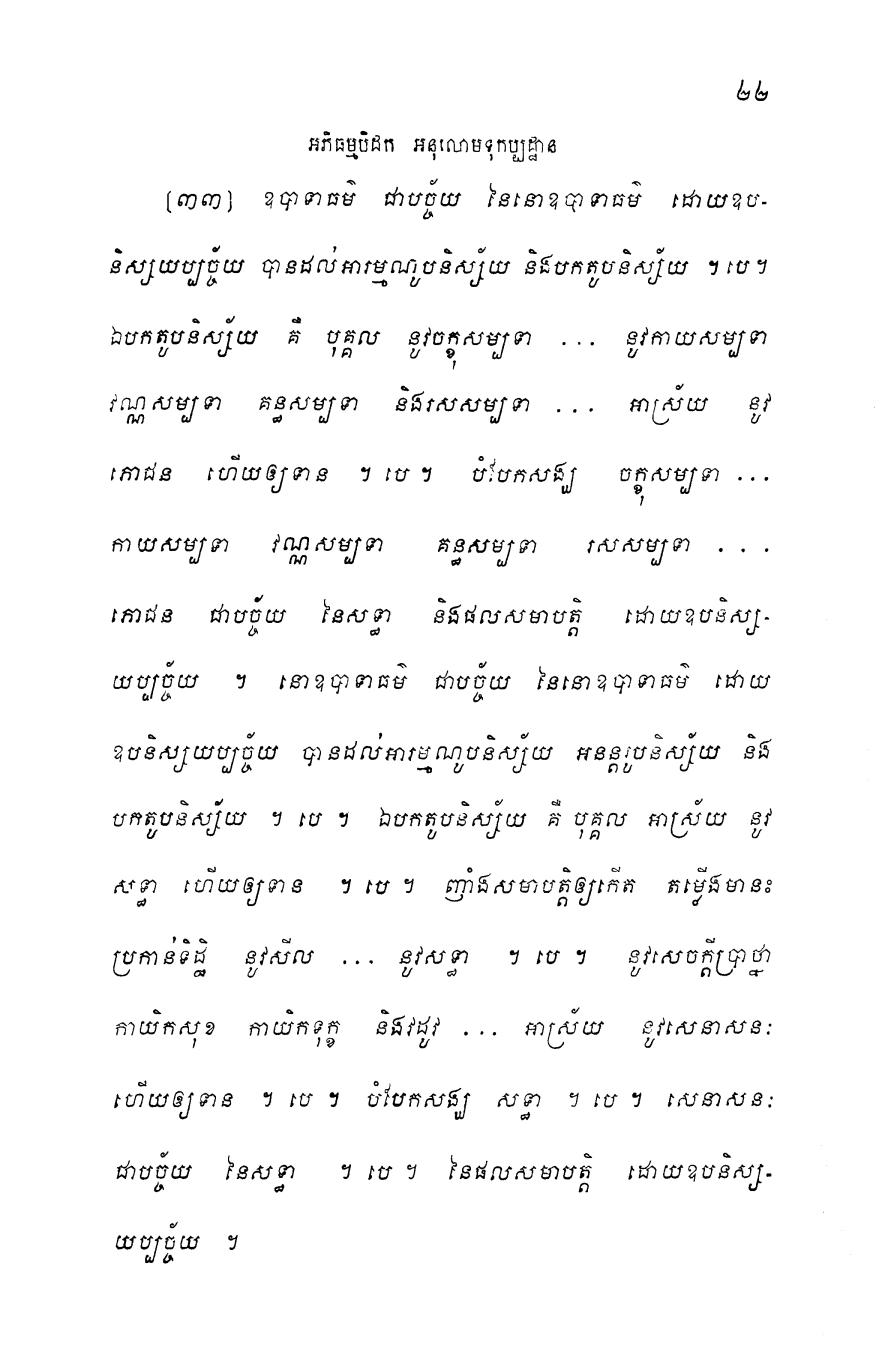 ២២
អភិធម្មបិដក អនុលោមទុកប្បដ្ឋាន
[៣៣] ឧបាទាធម៌ ជាបច្ច័យ នៃនោឧបាទាធម៌ ដោយឧប-
និស្សយប្បច្ច័យ បានដល់អារម្មណូបនិស្ស័យ និងបកតូបនិស្ស័យ ។ បេ ។
ឯបកតូបនិស្ស័យ គឺ បុគ្គល នូវចក្ខុសម្បទា ... នូវកាយសម្បទា
វណ្ណសម្បទា គន្ធសម្បទា និងរសសម្បទា ... អាស្រ័យ នូវ
ភោជន ហើយឲ្យទាន ។ បេ ។ បំបែកសង្ឃ ចក្ខុសម្បទា ...
កាយសម្បទា វណ្ណសម្បទា គន្ធសម្បទា រសសម្បទា ...
ភោជន ជាបច្ច័យ នៃសទ្ធា និងផលសមាបត្តិ ដោយឧបនិស្ស-
យប្បច្ច័យ ។ នោឧបាទាធម៌ ជាបច្ច័យ នៃនោឧបាទាធម៌ ដោយ
ឧបនិស្សយប្បច្ច័យ បានដល់អារម្មណូបនិស្ស័យ អនន្តរូបនិស្ស័យ និង
បកតូបនិស្ស័យ ។ បេ ។ ឯបកតូបនិស្ស័យ គឺ បុគ្គល អាស្រ័យ នូវ
សទ្ធា ហើយឲ្យទាន ។ បេ ។ ញុំាងសមាបត្តិឲ្យកើត តម្លើងមានះ
ប្រកាន់ទិដ្ឋិ នូវសីល ... នូវសទ្ធា ។ បេ ។ នូវសេចក្តីប្រាថ្នា
កាយិកសុខ កាយិកទុក្ខ និងរដូវ ... អាស្រ័យ នូវសេនាសនៈ
ហើយឲ្យទាន ។ បេ ។ បំបែកសង្ឃ សទ្ធា ។ បេ ។ សេនាសនៈ
ជាបច្ច័យ នៃសទ្ធា ។ បេ ។ នៃផលសមាបត្តិ ដោយឧបនិស្ស-
យប្បច្ច័យ ។